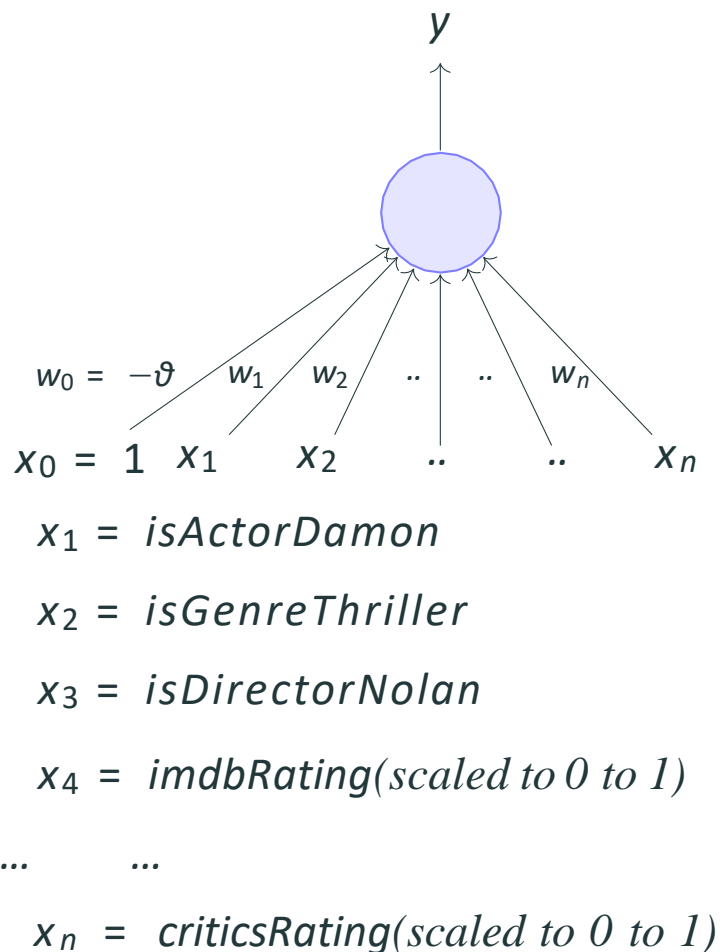 y
w₀ = −ϑ w₁ w₂ .. .. wₙ
x₀ = 1 x₁ x₂ .. .. xₙ
x₁ = isActorDamon
x₂ = isGenreThriller
x₃ = isDirectorNolan
x₄ = imdbRating(scaled to 0 to 1)
... ...
xₙ = criticsRating(scaled to 0 to 1)